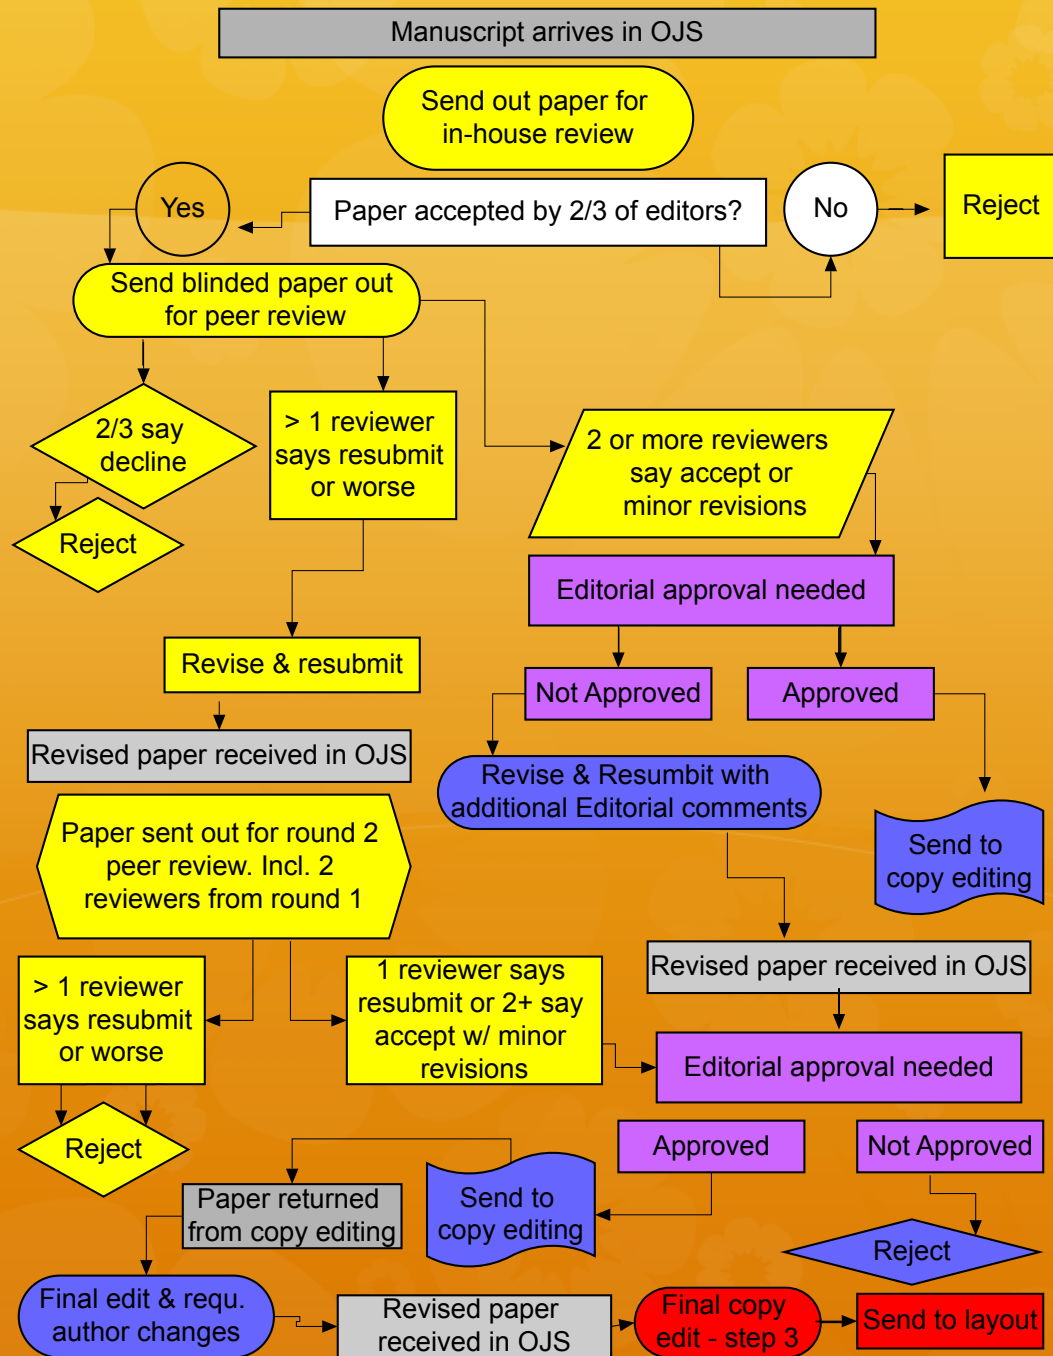 Manuscript arrives in OJS
Send out paper for
in-house review
Yes
Paper accepted by 2/3 of editors?
No
Reject
Send blinded paper out
for peer review
2/3 say
decline
> 1 reviewer
says resubmit
or worse
2 or more reviewers
say accept or
minor revisions
Reject
Editorial approval needed
Revise & resubmit
Not Approved
Approved
Revised paper received in OJS
Revise & Resumbit with
additional Editorial comments
Send to
copy editing
Paper sent out for round 2
peer review. Incl. 2
reviewers from round 1
Revised paper received in OJS
> 1 reviewer
says resubmit
or worse
1 reviewer says
resubmit or 2+ say
accept w/ minor
revisions
Editorial approval needed
Reject
Approved
Not Approved
Paper returned
from copy editing
Send to
copy editing
Reject
Final edit & requ.
author changes
Revised paper
received in OJS
Final copy
edit - step 3
Send to layout